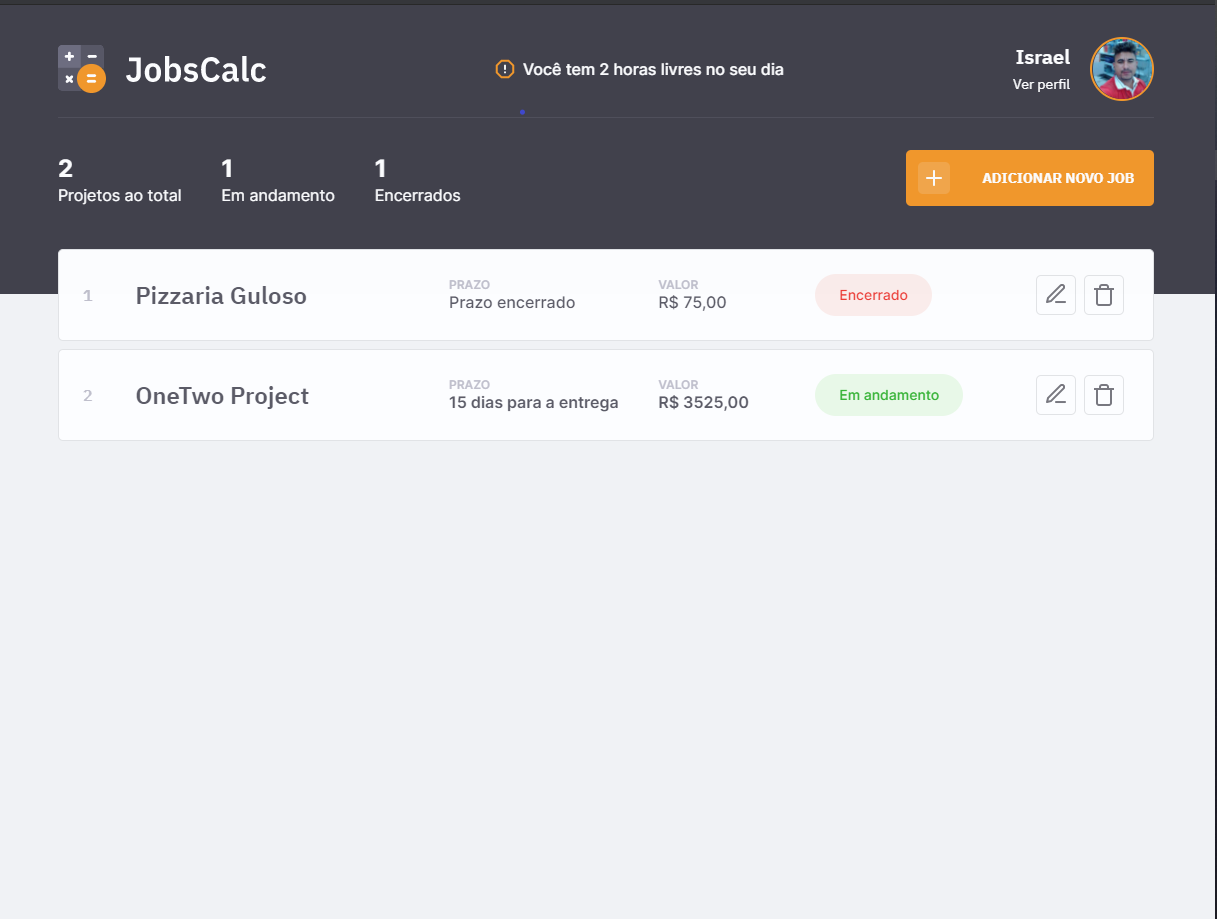 JobsCalc
Você tem 2 horas livres no seu dia
Israel
Ver perfil
2
Projetos ao total
1
Em andamento
1
Encerrados
ADICIONAR NOVO JOB
1
Pizzaria Guloso
PRAZO
Prazo encerrado
VALOR
R$ 75,00
Encerrado
2
OneTwo Project
PRAZO
15 dias para a entrega
VALOR
R$ 3525,00
Em andamento